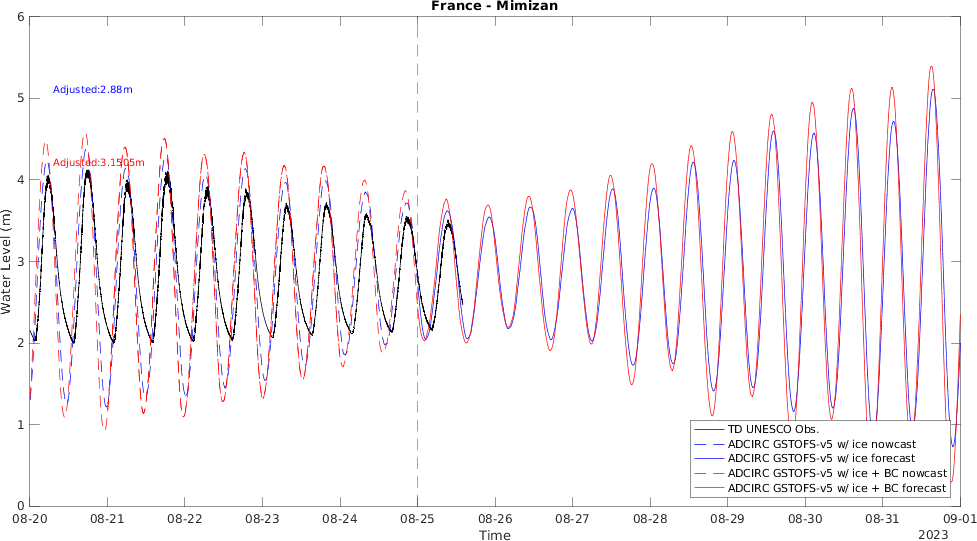 France - Mimizan
6
5
4
3
2
1
0
Water Level (m)
Adjusted:2.88m
Adjusted:3.1505m
TD UNESCO Obs.
ADCIRC GSTOFS-v5 w/ ice nowcast
ADCIRC GSTOFS-v5 w/ ice forecast
ADCIRC GSTOFS-v5 w/ ice + BC nowcast
ADCIRC GSTOFS-v5 w/ ice + BC forecast
08-20 08-21 08-22 08-23 08-24 08-25 08-26 08-27 08-28 08-29 08-30 08-31 09-01
Time
2023